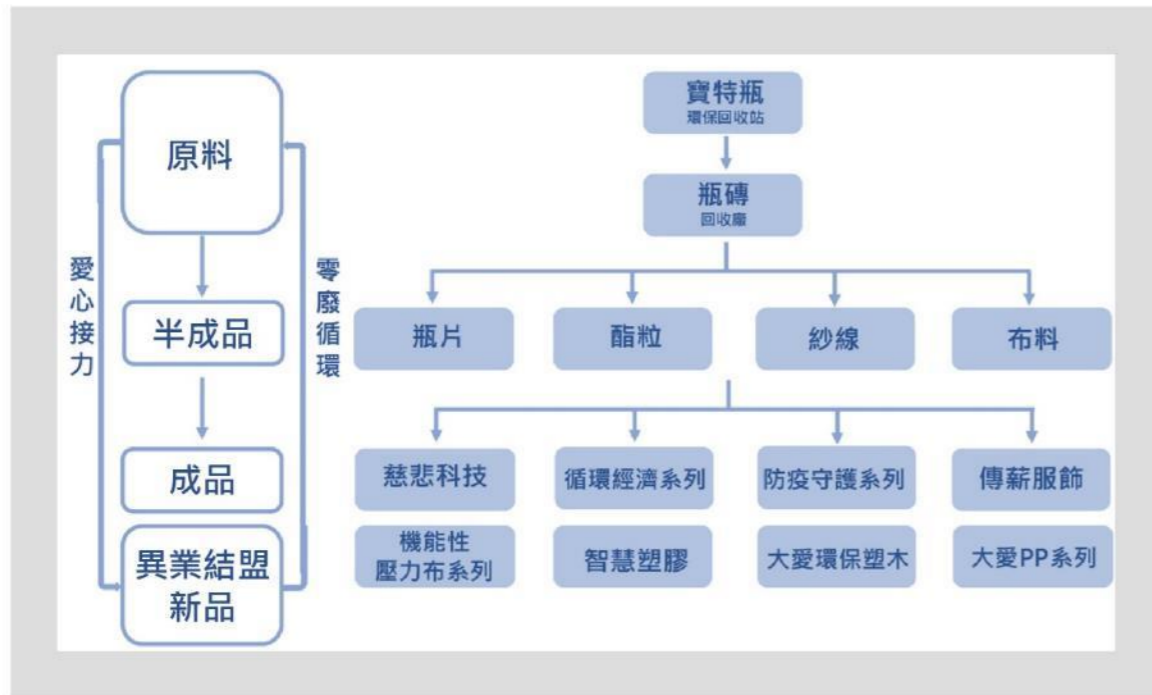 原料
半成品
成品
異業結盟
新品
愛心接力
零廢循環
寶特瓶
環保回收站
瓶磚
回收廠
瓶片
酯粒
紗線
布料
慈悲科技
循環經濟系列
防疫守護系列
傳薪服飾
機能性
壓力布系列
智慧塑膠
大愛環保塑木
大愛PP系列